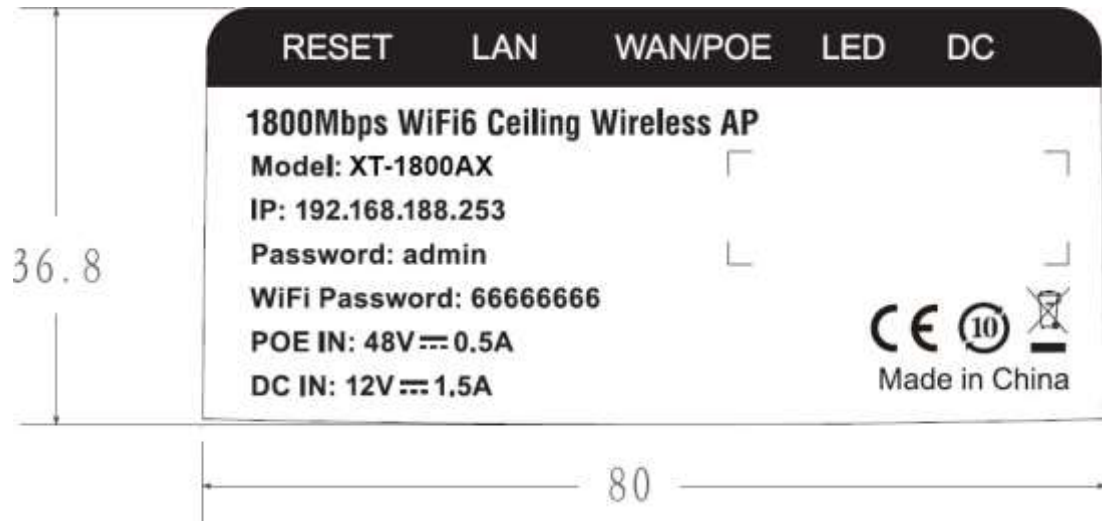 RESET LAN WAN/POE LED DC
1800Mbps WiFi6 Ceiling Wireless AP
Model: XT-1800AX
IP: 192.168.188.253
Password: admin
36.8
WiFi Password: 66666666
POE IN: 48V⎓0.5A
CE 10
DC IN: 12V⎓1.5A
Made in China
80